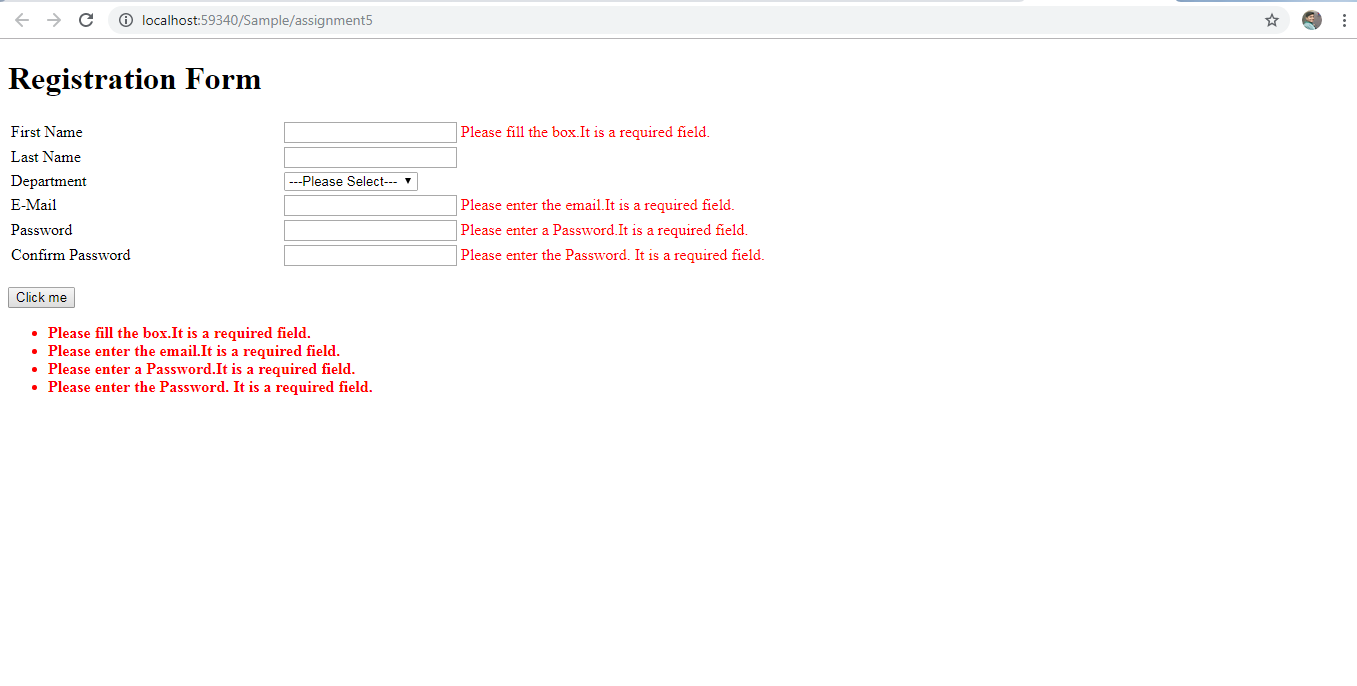 localhost:59340/Sample/assignment5
Registration Form
First Name Please fill the box.It is a required field.
Last Name
Department ---Please Select---
E-Mail Please enter the email.It is a required field.
Password Please enter a Password.It is a required field.
Confirm Password Please enter the Password. It is a required field.
Click me
Please fill the box.It is a required field.
Please enter the email.It is a required field.
Please enter a Password.It is a required field.
Please enter the Password. It is a required field.